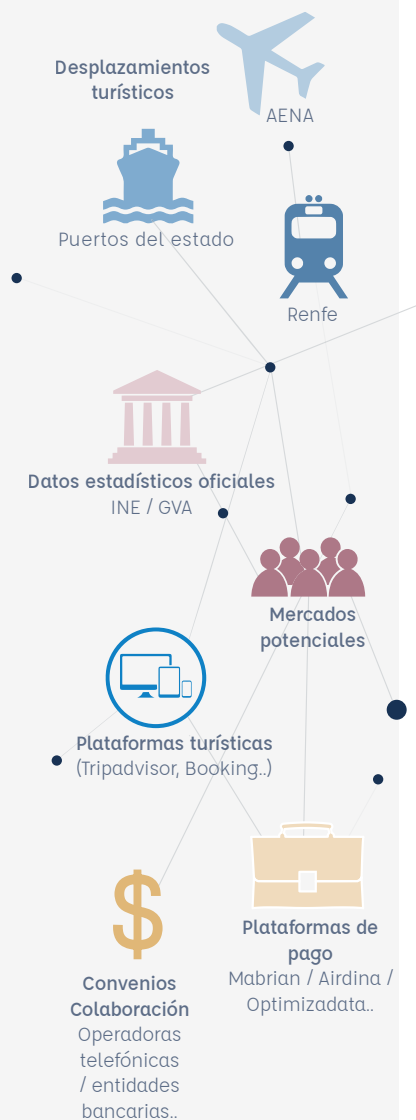 Desplazamientos
turísticos
AENA
Puertos del estado
Renfe
Datos estadísticos oficiales
INE / GVA
Mercados
potenciales
Plataformas turísticas
(Tripadvisor, Booking..)
Plataformas de
pago
Mabrian / Airdina /
Optimizadata..
Convenios
Colaboración
Operadoras
telefónicas
/ entidades
bancarias..